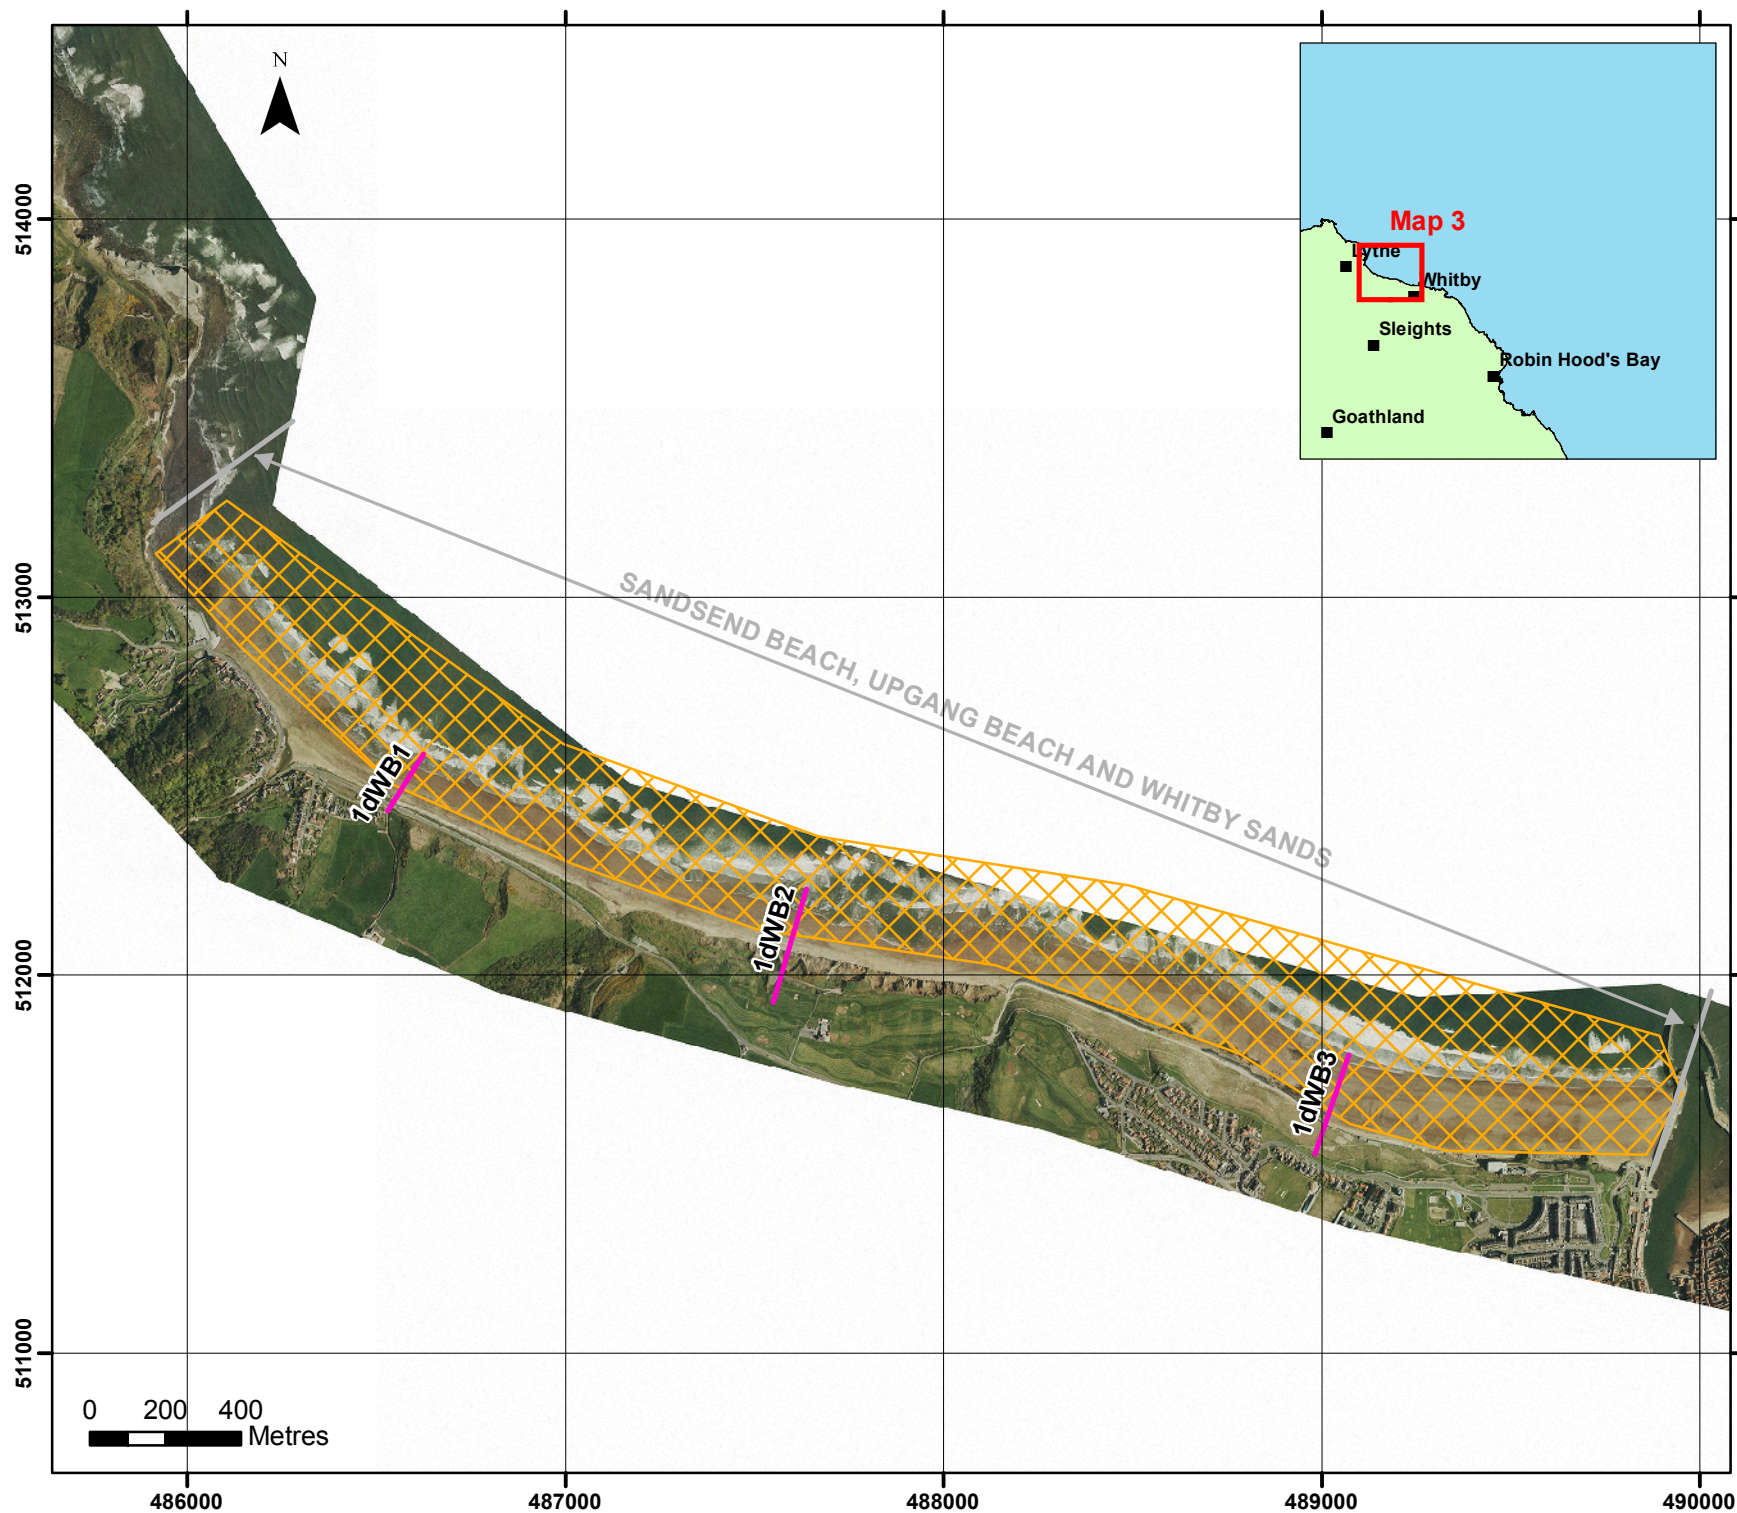 N
Map 3
Lythe
Whitby
Sleights
Robin Hood's Bay
Goathland
514000
513000
512000
511000
SANDSEND BEACH, UPGANG BEACH AND WHITBY SANDS
1dWB1
1dWB2
1dWB3
0 200 400
Metres
486000 487000 488000 489000 490000